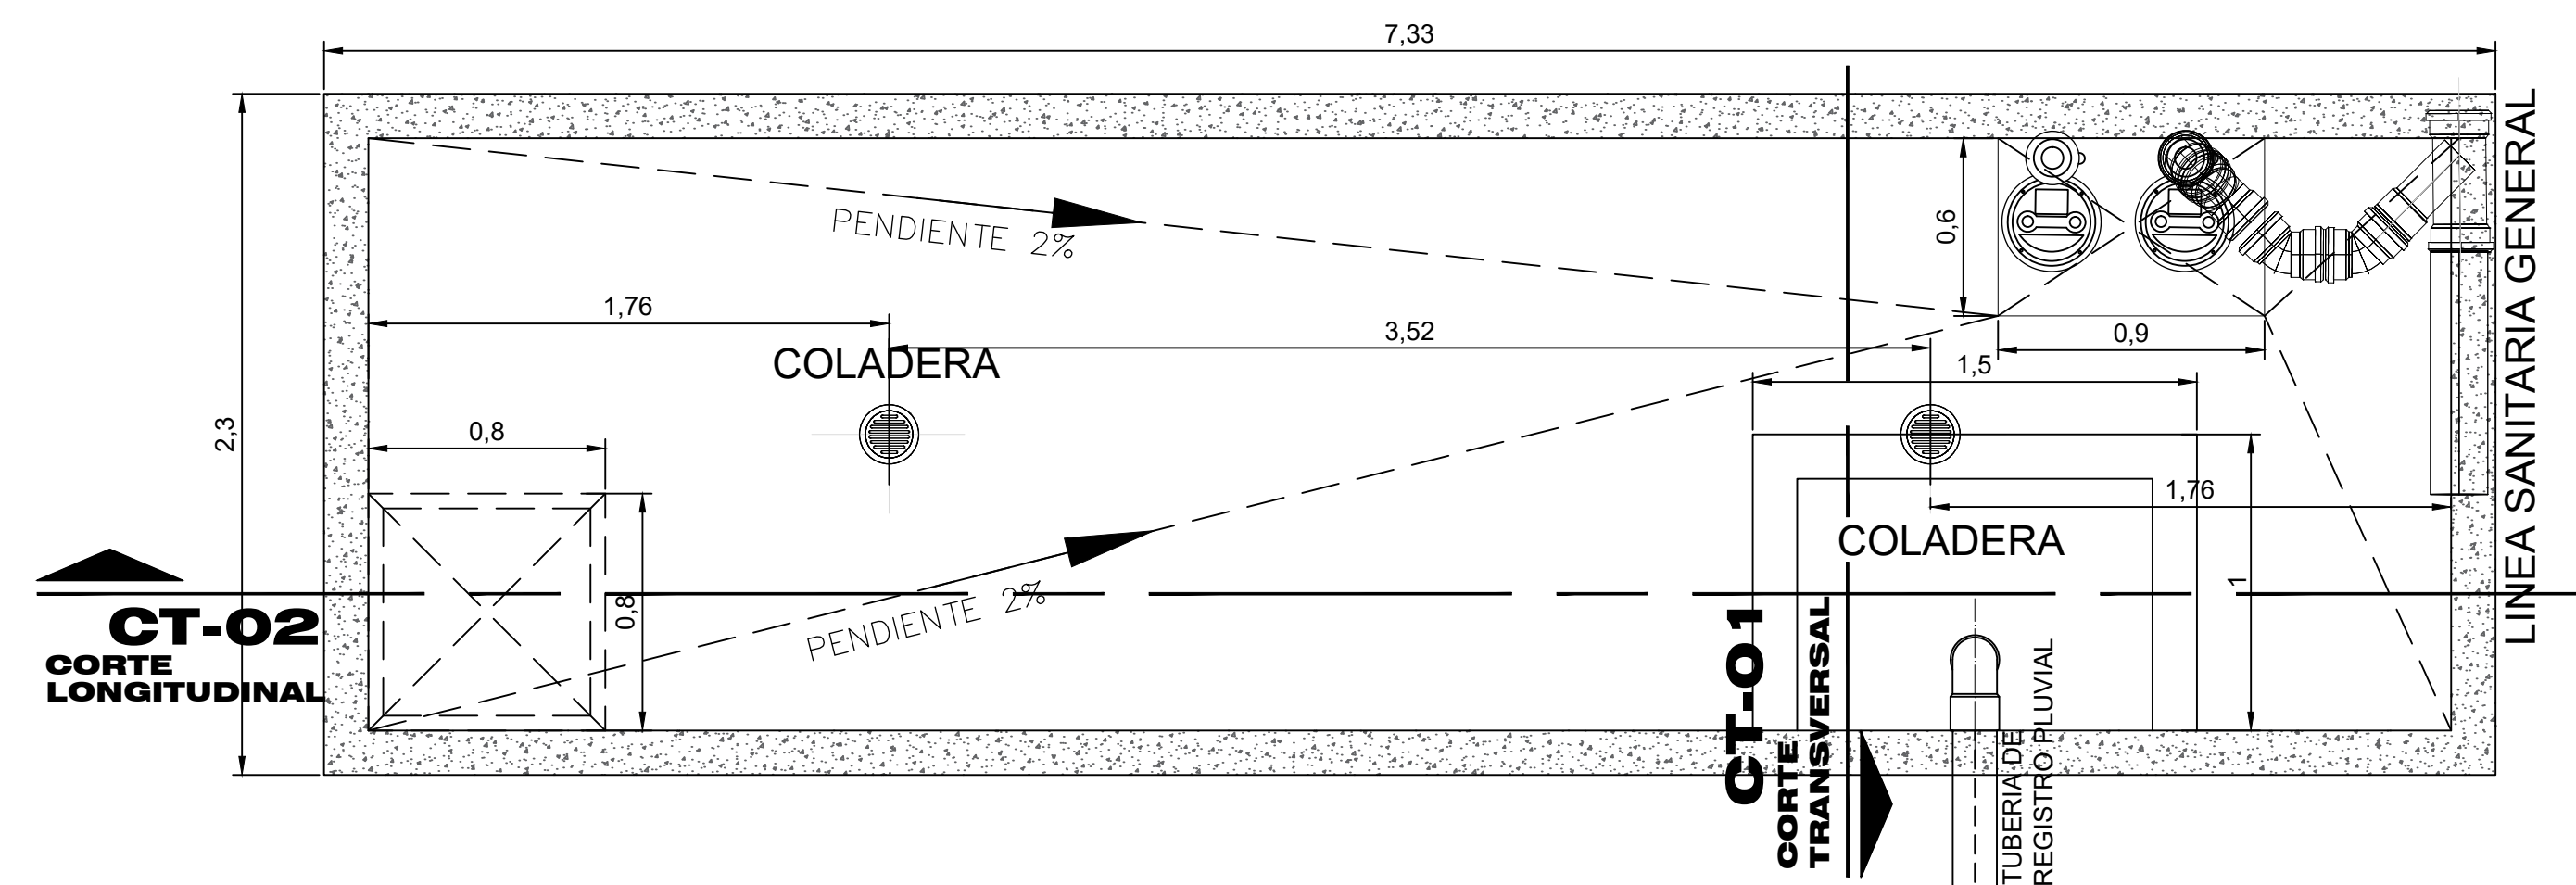 7,33
PENDIENTE 2%
0,6
1,76
3,52
0,9
COLADERA
1,5
2,3
0,8
1,76
COLADERA
0,8
1
PENDIENTE 2%
CT-02
CORTE
LONGITUDINAL
CT-01
CORTE
TRANSVERSAL
TUBERIA DE
REGISTRO PLUVIAL
LINEA SANITARIA GENERAL